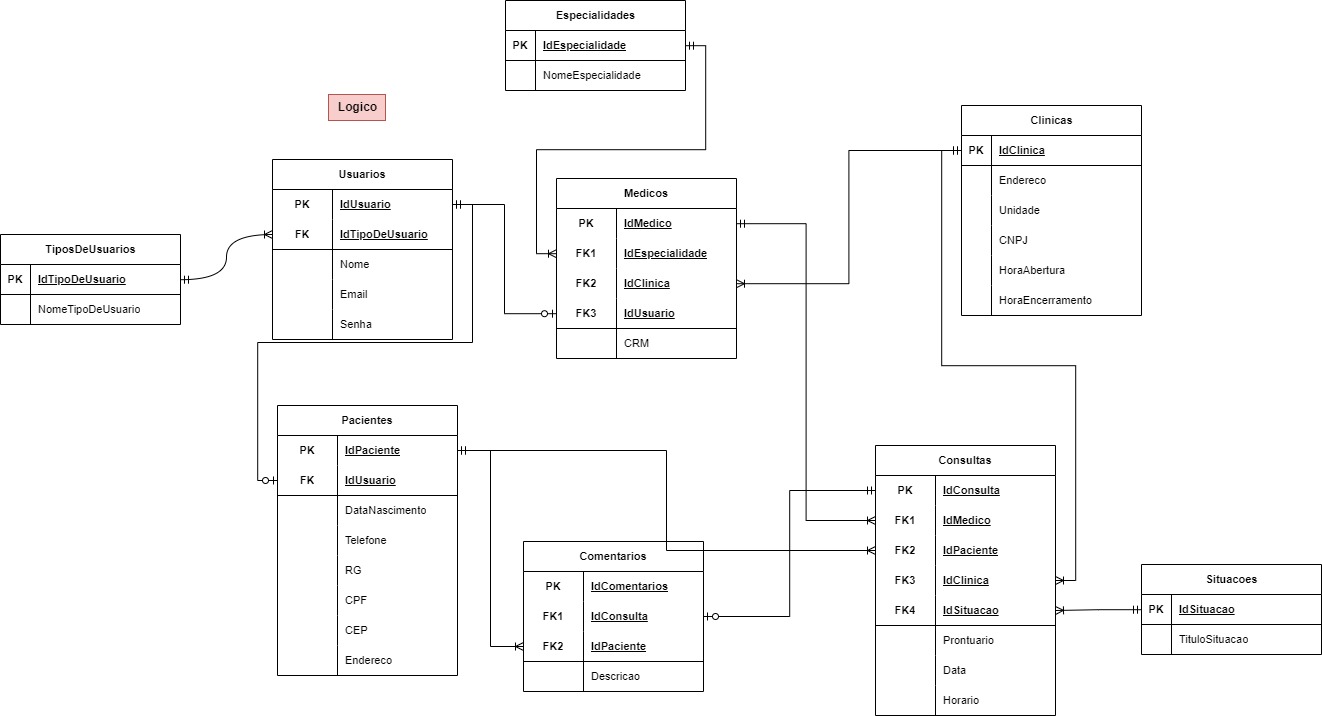 Especialidades
PK IdEspecialidade
NomeEspecialidade
Logico
Clinicas
PK IdClinica
Endereco
Unidade
CNPJ
HoraAbertura
HoraEncerramento
Usuarios
PK IdUsuario
FK IdTipoDeUsuario
Nome
Email
Senha
Medicos
PK IdMedico
FK1 IdEspecialidade
FK2 IdClinica
FK3 IdUsuario
CRM
TiposDeUsuarios
PK IdTipoDeUsuario
NomeTipoDeUsuario
Pacientes
PK IdPaciente
FK IdUsuario
DataNascimento
Telefone
RG
CPF
CEP
Endereco
Consultas
PK IdConsulta
FK1 IdMedico
FK2 IdPaciente
FK3 IdClinica
FK4 IdSituacao
Prontuario
Data
Horario
Comentarios
PK IdComentarios
FK1 IdConsulta
FK2 IdPaciente
Descricao
Situacoes
PK IdSituacao
TituloSituacao